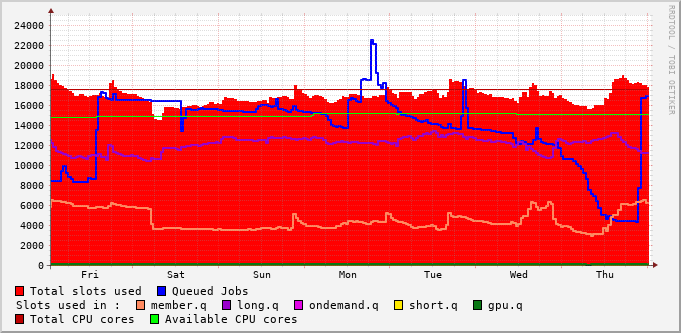 24000
22000
20000
18000
16000
14000
12000
10000
8000
6000
4000
2000
0
Fri Sat Sun Mon Tue Wed Thu
RRDTOOL / TOBI OETIKER
Total slots used Queued Jobs
Slots used in : member.q long.q ondemand.q short.q gpu.q
Total CPU cores Available CPU cores